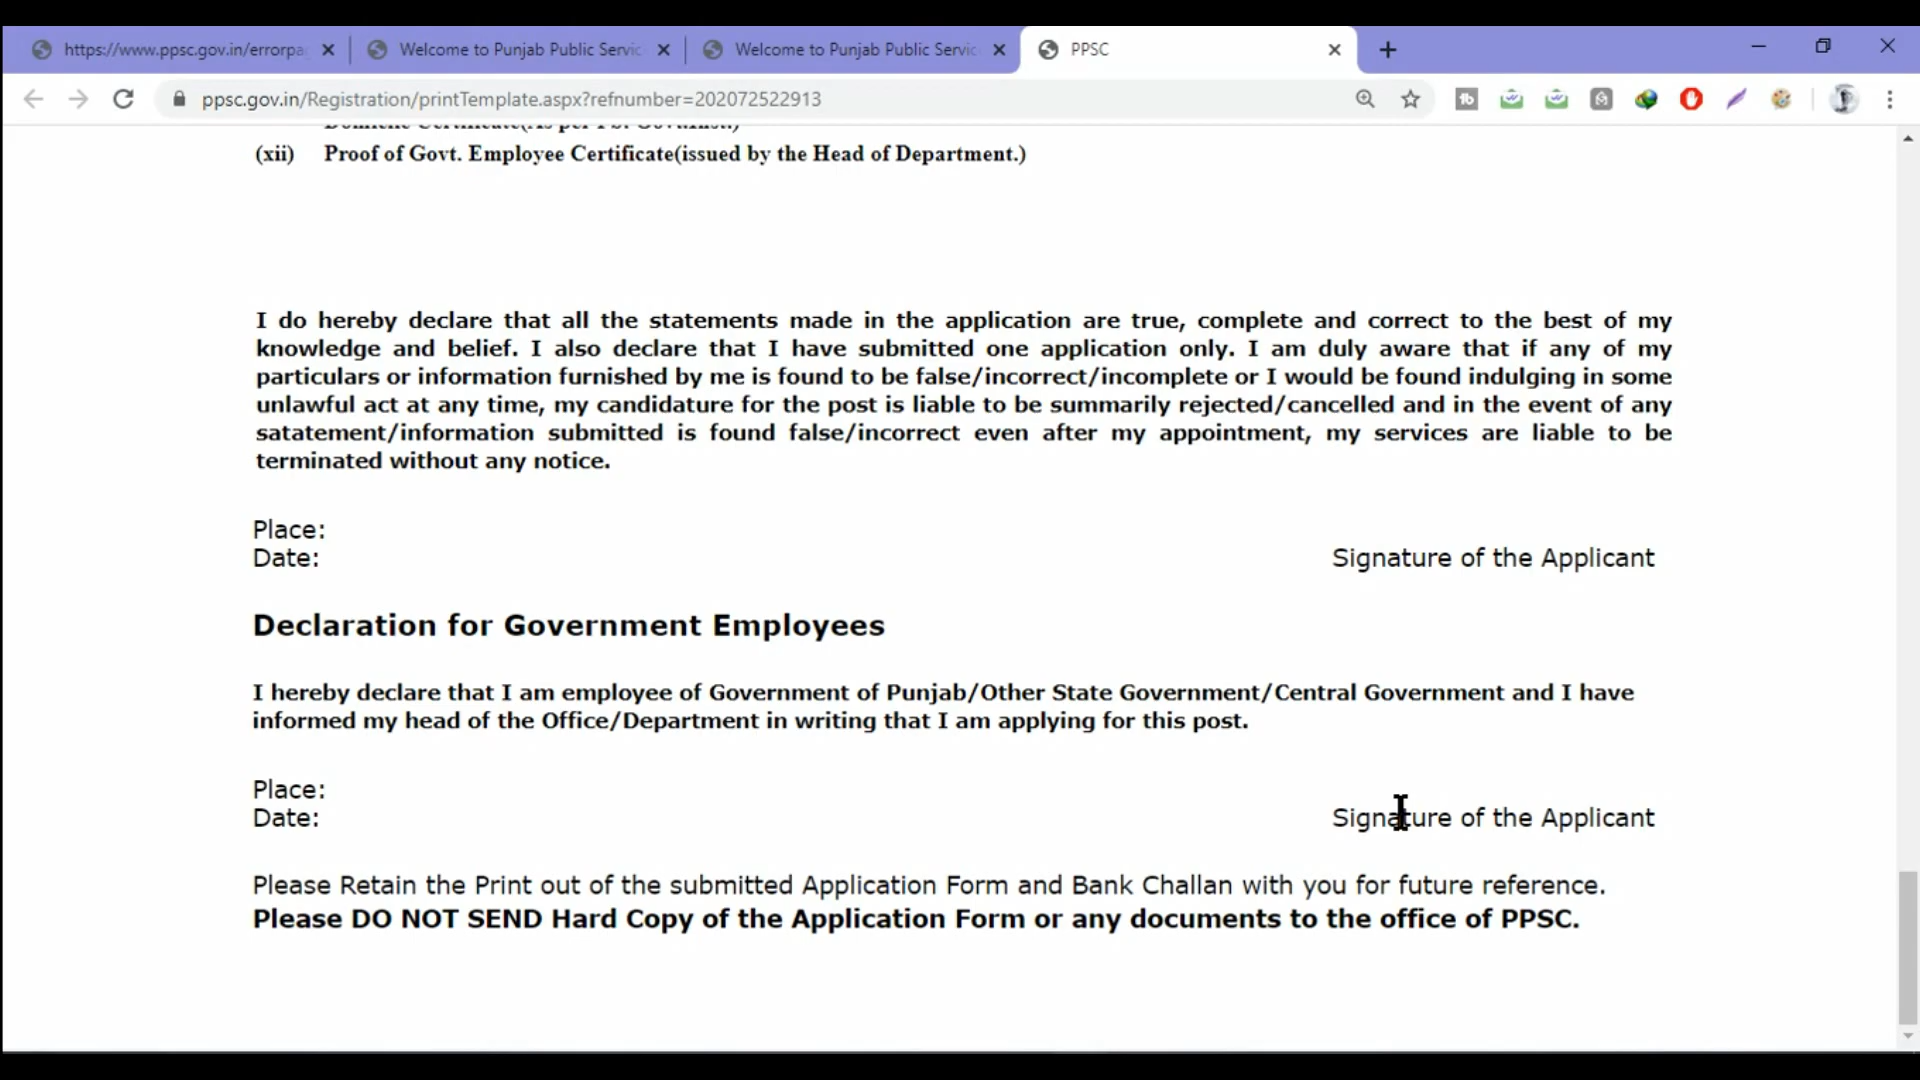 https://www.ppsc.gov.in/errorpa
Welcome to Punjab Public Servic
Welcome to Punjab Public Servic
PPSC
ppsc.gov.in/Registration/printTemplate.aspx?refnumber=202072522913
Domicile Certificate(As per Pb. Govt.Inst.)
(xii) Proof of Govt. Employee Certificate(issued by the Head of Department.)
I do hereby declare that all the statements made in the application are true, complete and correct to the best of my
knowledge and belief. I also declare that I have submitted one application only. I am duly aware that if any of my
particulars or information furnished by me is found to be false/incorrect/incomplete or I would be found indulging in some
unlawful act at any time, my candidature for the post is liable to be summarily rejected/cancelled and in the event of any
satatement/information submitted is found false/incorrect even after my appointment, my services are liable to be
terminated without any notice.
Place:
Date:
Signature of the Applicant
Declaration for Government Employees
I hereby declare that I am employee of Government of Punjab/Other State Government/Central Government and I have
informed my head of the Office/Department in writing that I am applying for this post.
Place:
Date:
Signature of the Applicant
Please Retain the Print out of the submitted Application Form and Bank Challan with you for future reference.
Please DO NOT SEND Hard Copy of the Application Form or any documents to the office of PPSC.